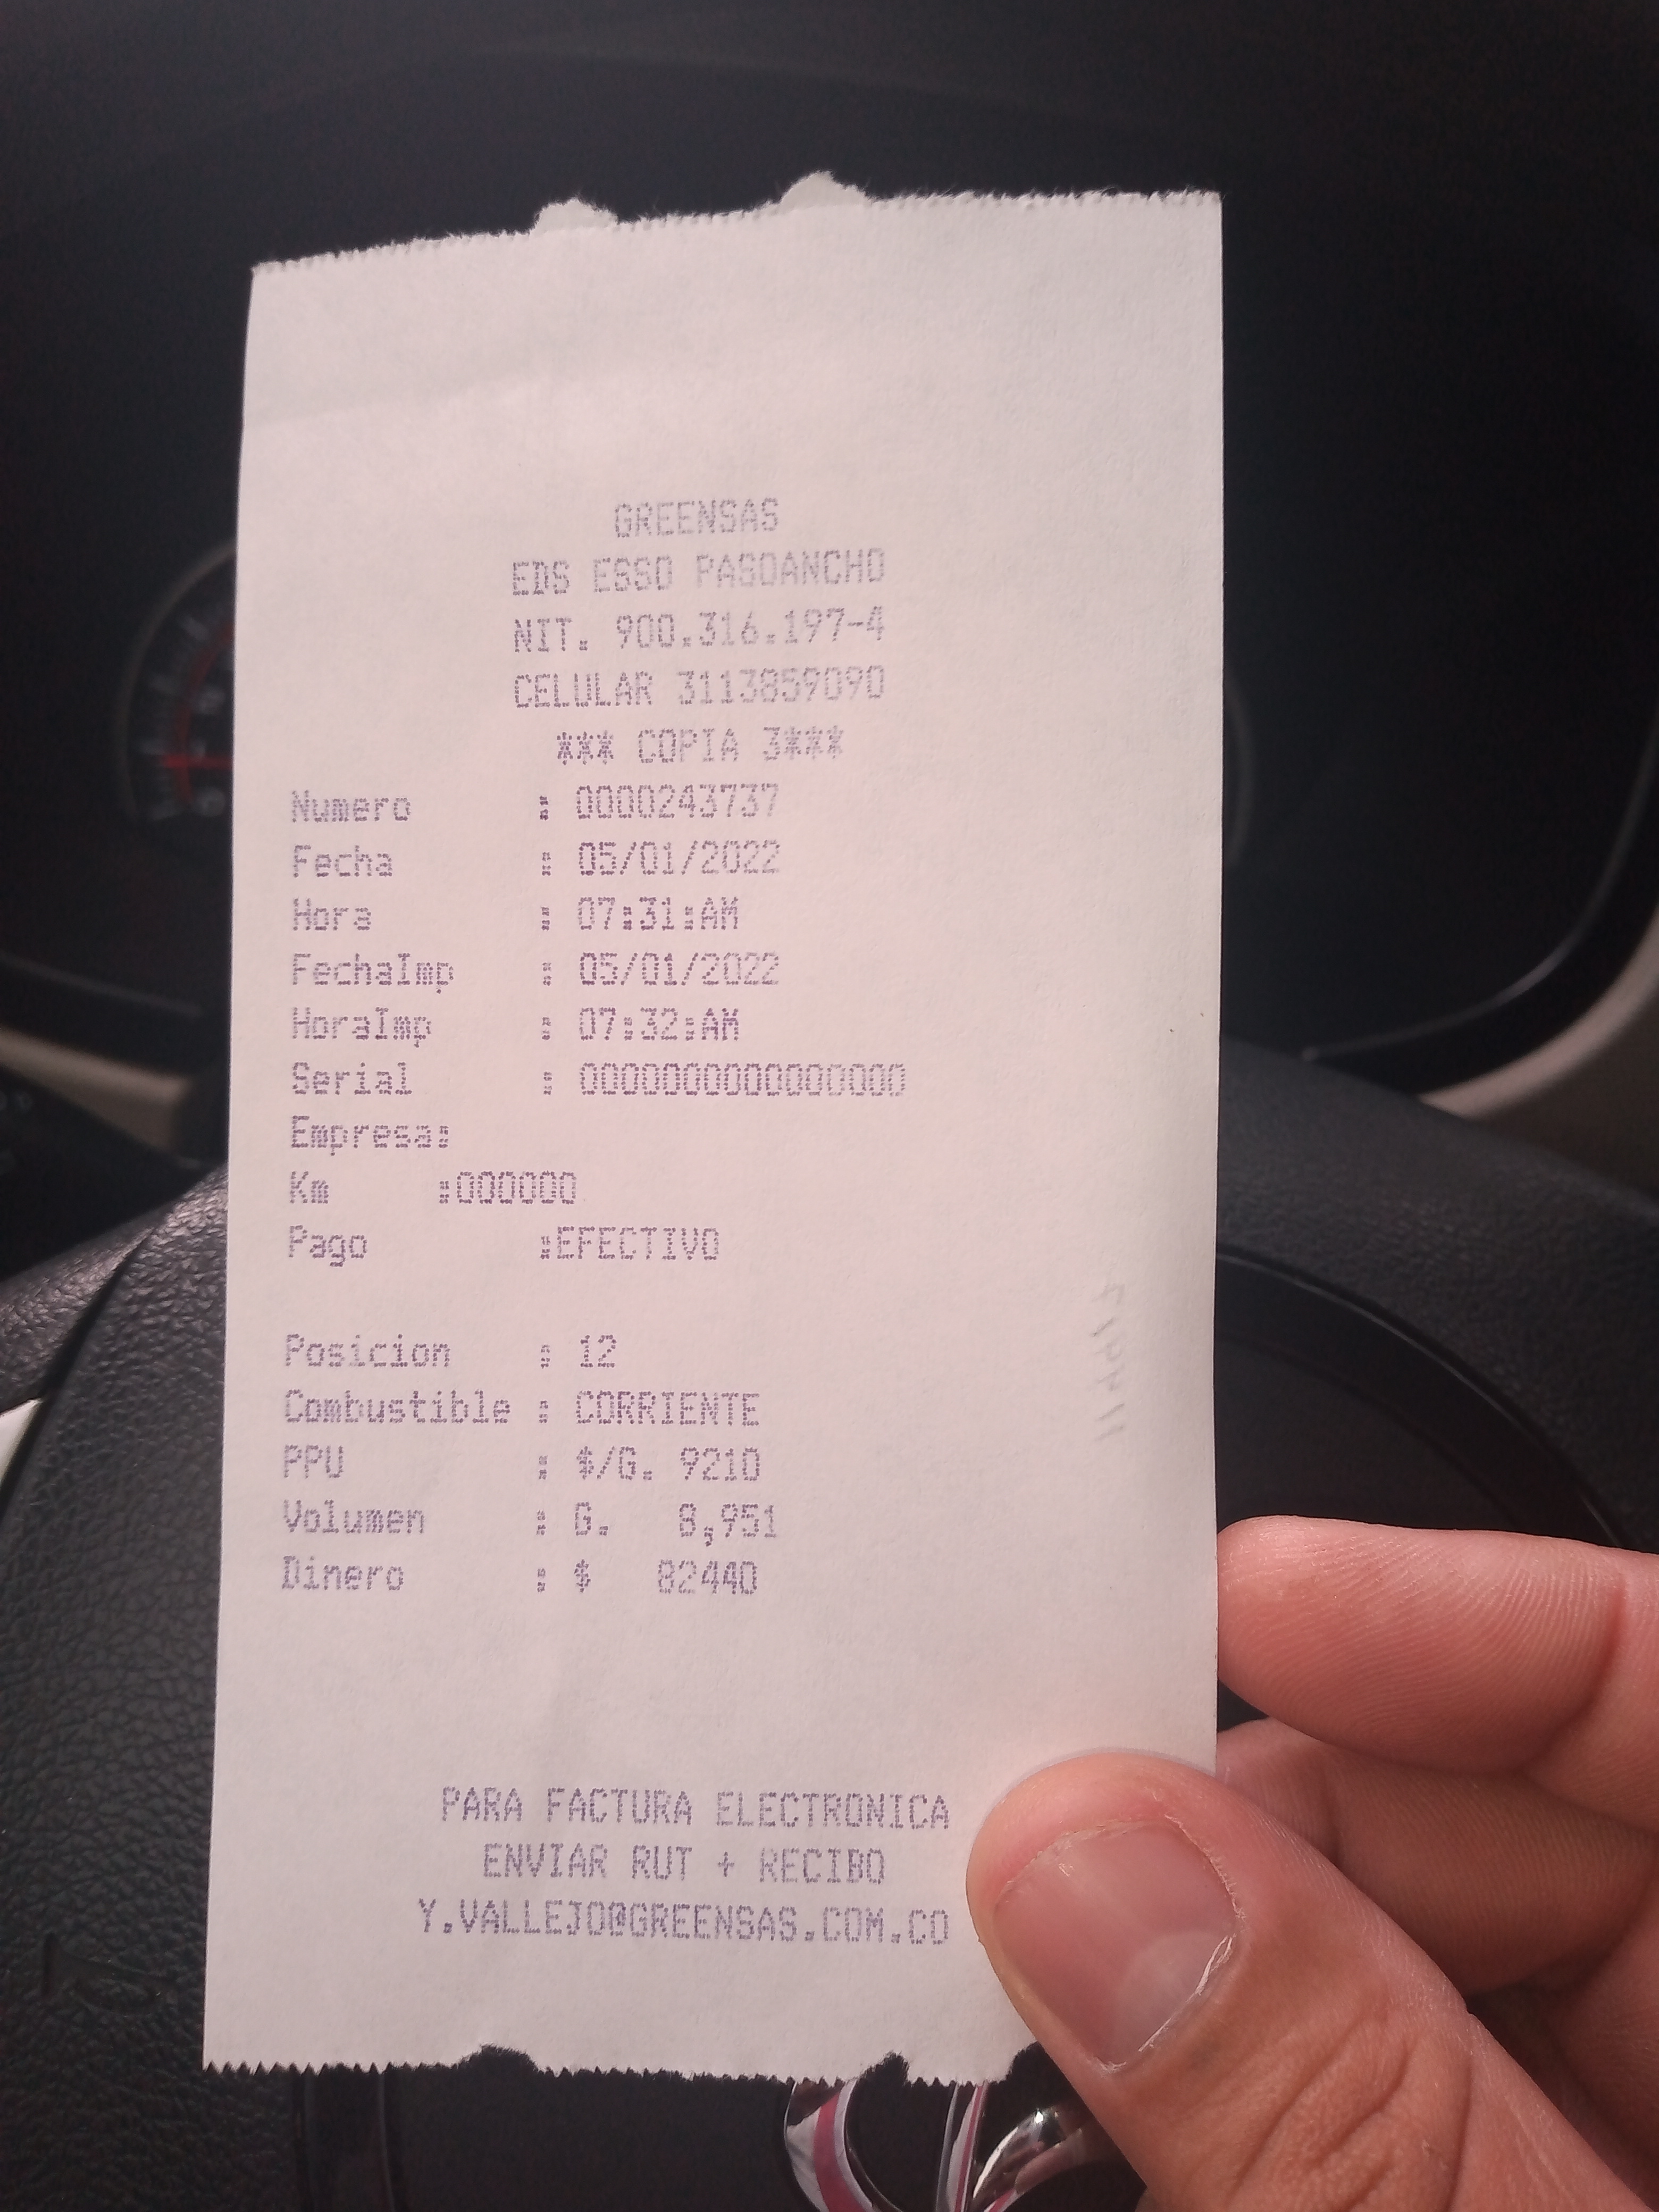 GREENSAS
EDS ESSO PASOANCHO
NIT. 900.316.197-4
CELULAR 3113859090
*** COPIA 3***
Numero : 0000243737
Fecha : 05/01/2022
Hora : 07:31:AM
FechaImp : 05/01/2022
HoraImp : 07:32:AM
Serial : 0000000000000000
Empresa:
Km :000000
Pago :EFECTIVO
Posicion : 12
Combustible : CORRIENTE
PPU : $/G. 9210
Volumen : G. 8,951
Dinero : $ 82440
PARA FACTURA ELECTRONICA
ENVIAR RUT + RECIBO
Y.VALLEJO@GREENSAS.COM.CO